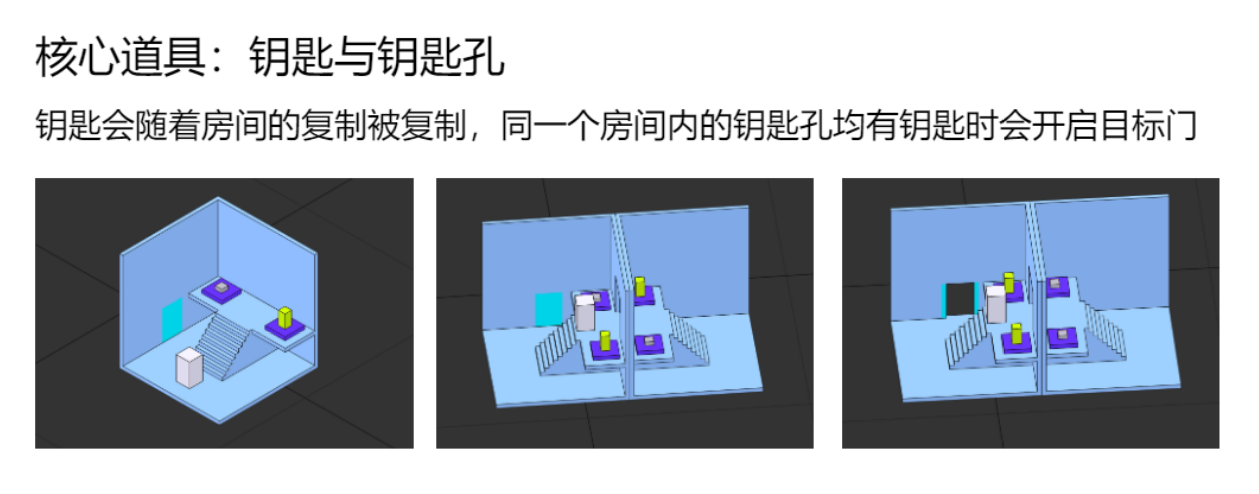 核心道具：钥匙与钥匙孔
钥匙会随着房间的复制被复制，同一个房间内的钥匙孔均有钥匙时会开启目标门